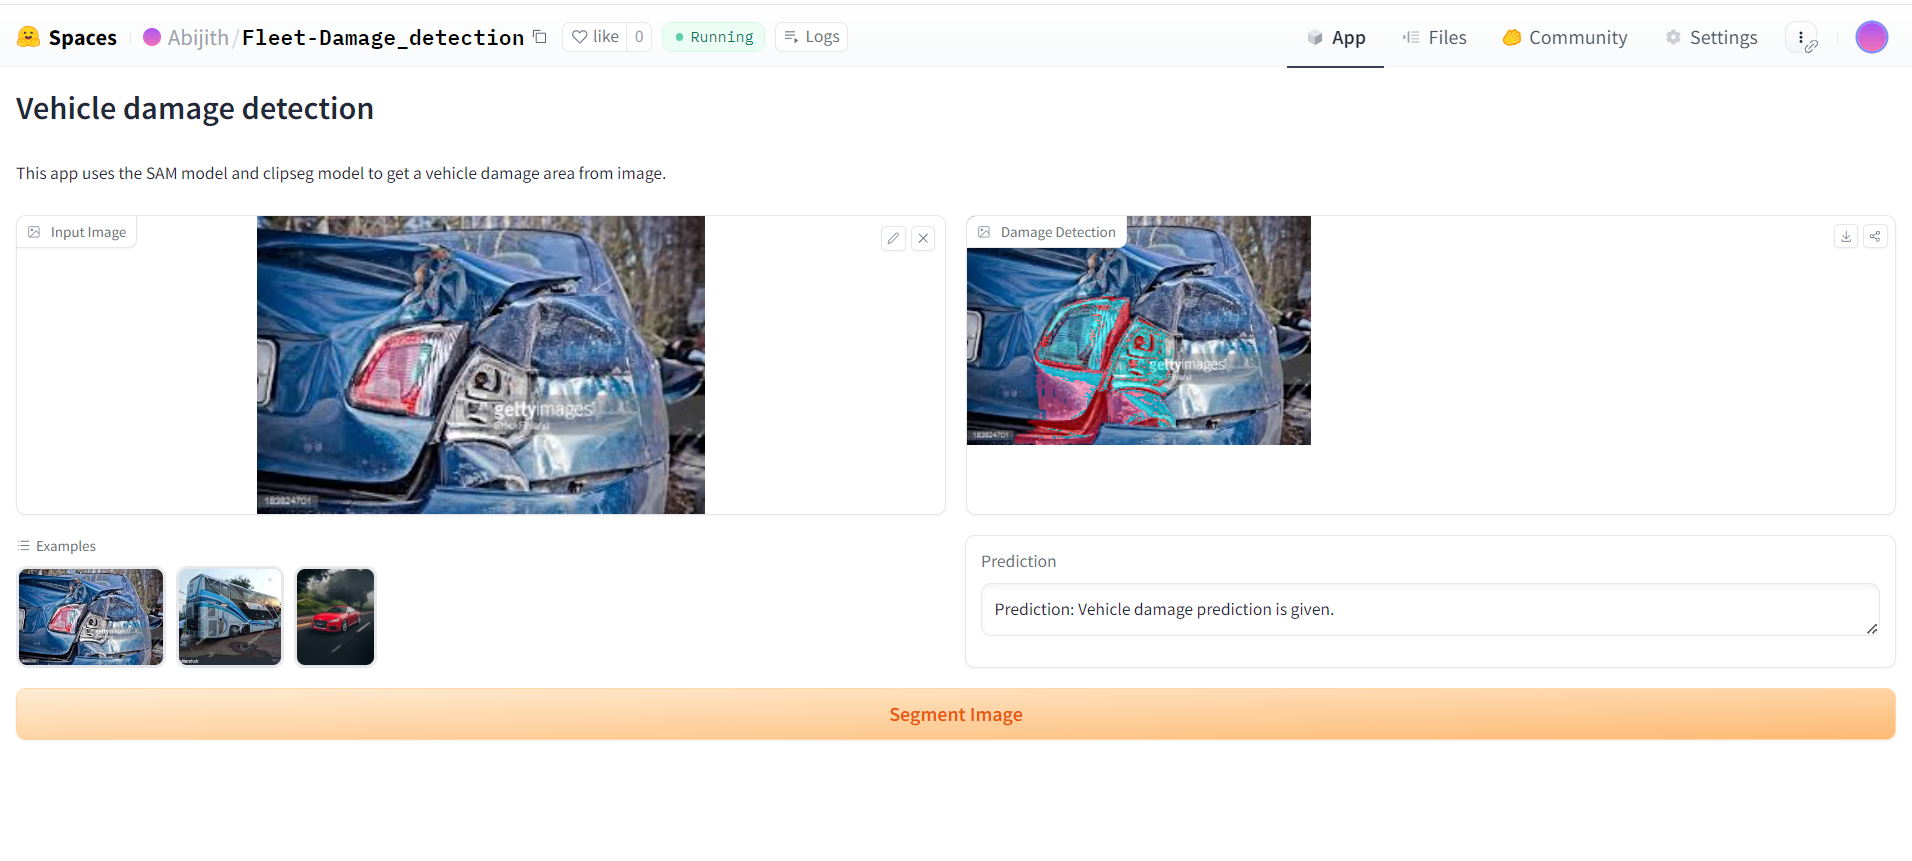 Spaces
Abijith/Fleet-Damage_detection
like 0
Running
Logs
App
Files
Community
Settings
Vehicle damage detection
This app uses the SAM model and clipseg model to get a vehicle damage area from image.
Input Image
gettyimages
183824701
Damage Detection
gettyimages
183824701
Examples
gettyimages
Prediction
Prediction: Vehicle damage prediction is given.
Segment Image